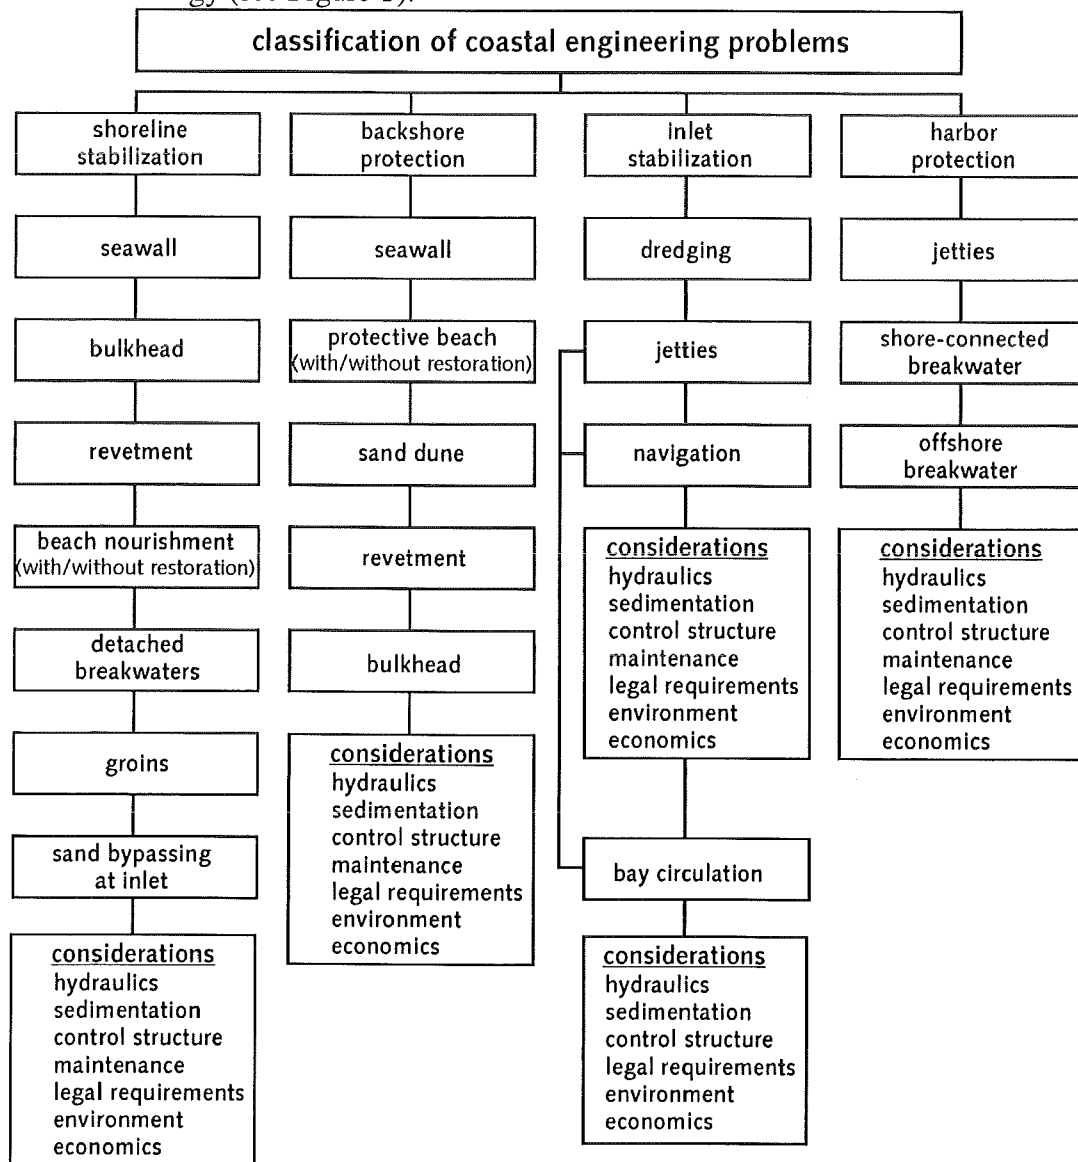 classification of coastal engineering problems
shoreline
stabilization
seawall
bulkhead
revetment
beach nourishment
(with/without restoration)
detached
breakwaters
groins
sand bypassing
at inlet
considerations
hydraulics
sedimentation
control structure
maintenance
legal requirements
environment
economics
backshore
protection
seawall
protective beach
(with/without restoration)
sand dune
revetment
bulkhead
considerations
hydraulics
sedimentation
control structure
maintenance
legal requirements
environment
economics
inlet
stabilization
dredging
jetties
navigation
considerations
hydraulics
sedimentation
control structure
maintenance
legal requirements
environment
economics
bay circulation
considerations
hydraulics
sedimentation
control structure
legal requirements
environment
economics
harbor
protection
jetties
shore-connected
breakwater
offshore
breakwater
considerations
hydraulics
sedimentation
control structure
maintenance
legal requirements
environment
economics